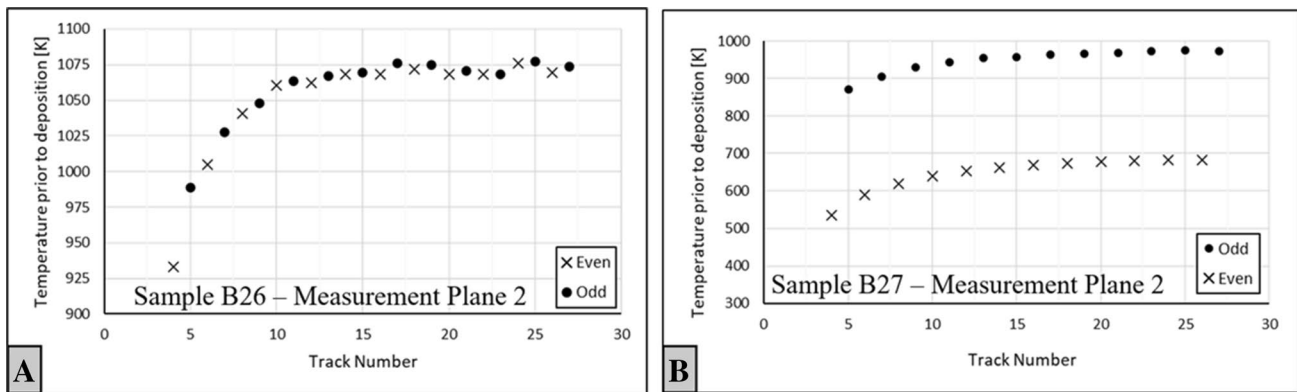 Temperature prior to deposition [K]
1100
1075
1050
1025
1000
975
950
925
900
0
5
10
15
20
25
30
Track Number
Even
Odd
Sample B26 – Measurement Plane 2
A
Temperature prior to deposition [K]
1000
900
800
700
600
500
400
300
0
5
10
15
20
25
30
Track Number
Odd
Even
Sample B27 – Measurement Plane 2
B